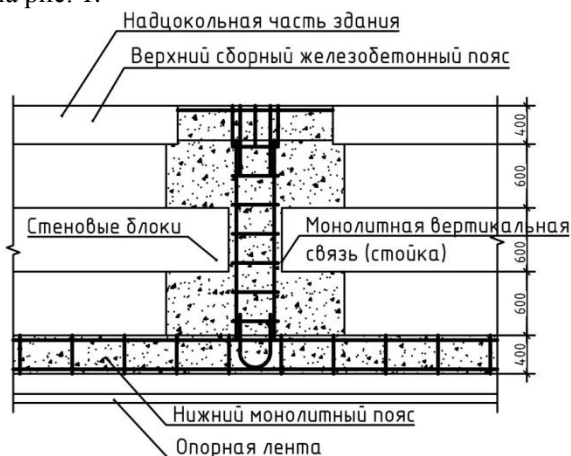 на рис. 1.
Надцокольная часть здания
Верхний сборный железобетонный пояс
400
600
Стеновые блоки
Монолитная вертикальная
связь (стойка)
600
600
400
Нижний монолитный пояс
Опорная лента